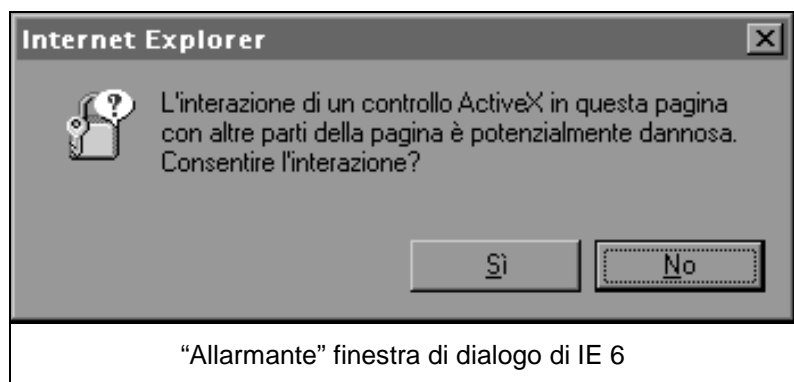 Internet Explorer
L'interazione di un controllo ActiveX in questa pagina
con altre parti della pagina è potenzialmente dannosa.
Consentire l'interazione?
Sì
No
“Allarmante” finestra di dialogo di IE 6